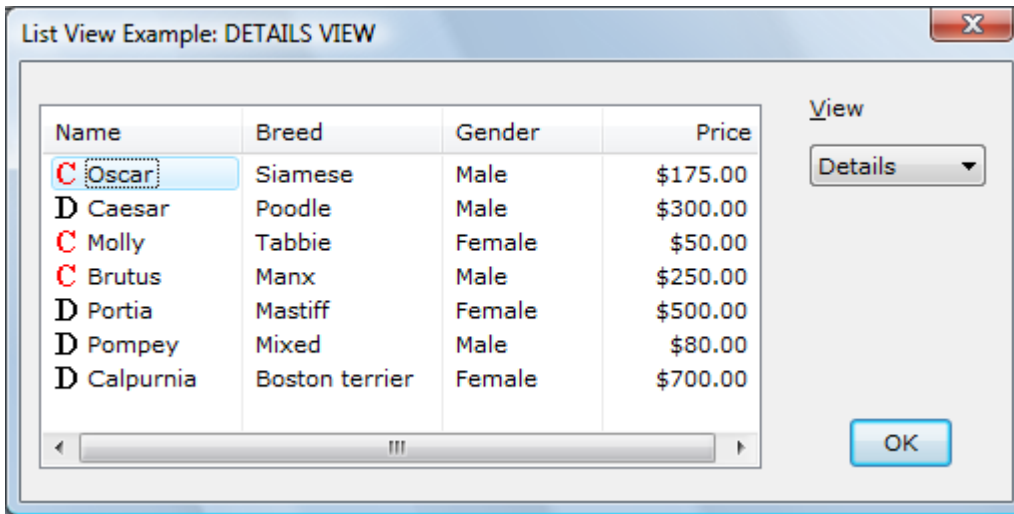 List View Example: DETAILS VIEW
View
Details
Name Breed Gender Price
C Oscar Siamese Male $175.00
D Caesar Poodle Male $300.00
C Molly Tabbie Female $50.00
C Brutus Manx Male $250.00
D Portia Mastiff Female $500.00
D Pompey Mixed Male $80.00
D Calpurnia Boston terrier Female $700.00
OK